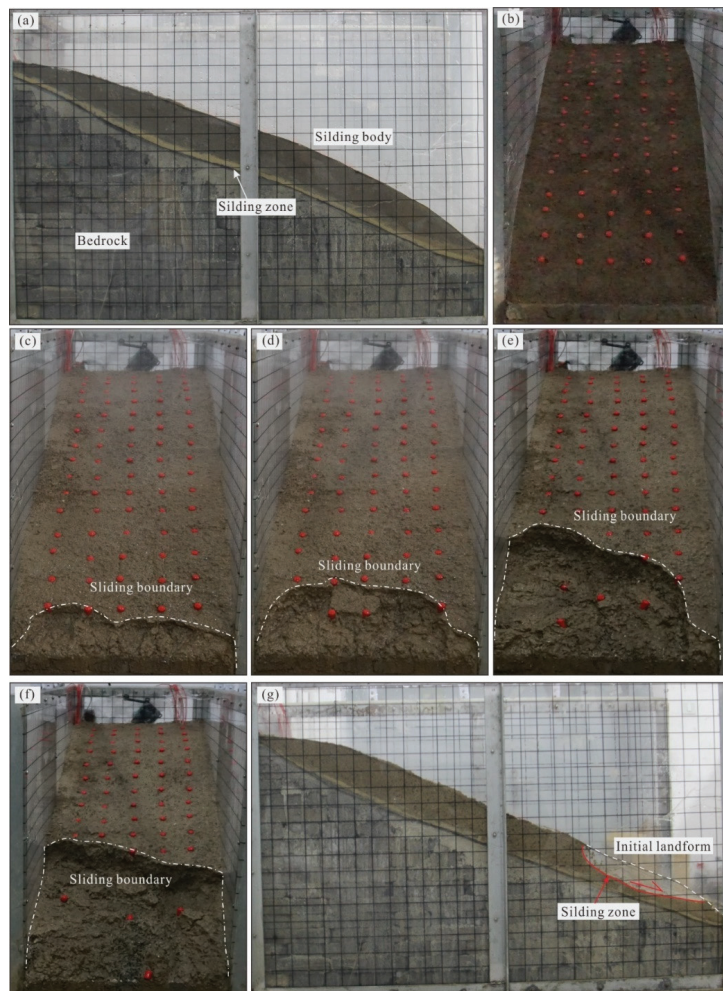 (a)
Silding body
Silding zone
Bedrock
(b)
(c)
Sliding boundary
(d)
Sliding boundary
(e)
Sliding boundary
(f)
Sliding boundary
(g)
Initial landform
Silding zone